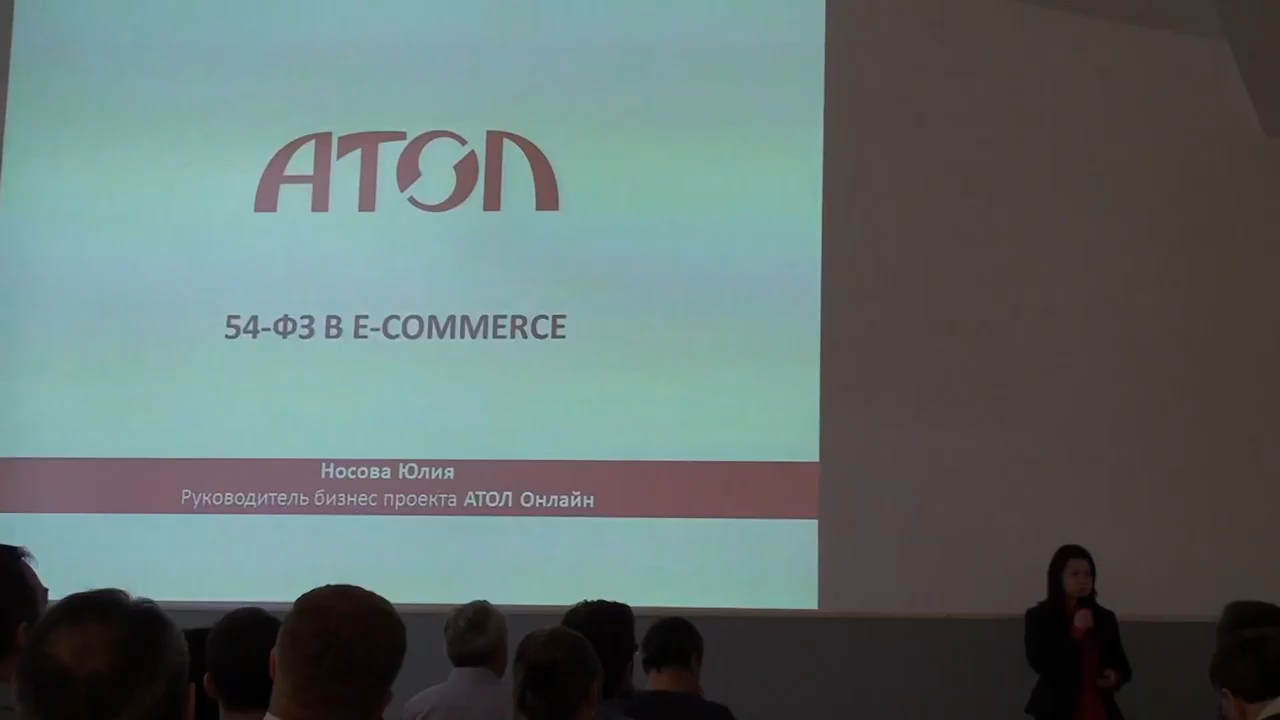 АТОЛ
54-ФЗ В E-COMMERCE
Носова Юлия
Руководитель бизнес проекта АТОЛ Онлайн